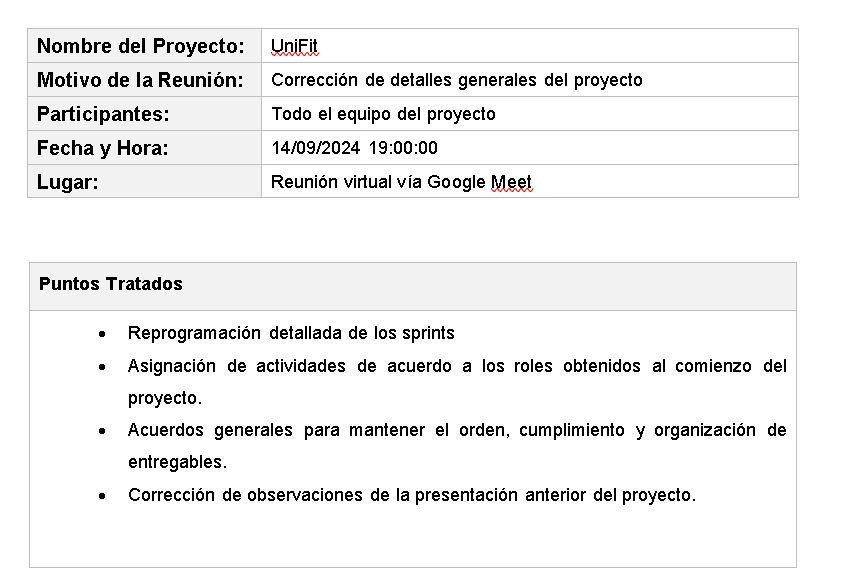 Nombre del Proyecto: UniFit
Motivo de la Reunión: Corrección de detalles generales del proyecto
Participantes: Todo el equipo del proyecto
Fecha y Hora: 14/09/2024 19:00:00
Lugar: Reunión virtual vía Google Meet
Puntos Tratados
• Reprogramación detallada de los sprints
• Asignación de actividades de acuerdo a los roles obtenidos al comienzo del
proyecto.
• Acuerdos generales para mantener el orden, cumplimiento y organización de
entregables.
• Corrección de observaciones de la presentación anterior del proyecto.